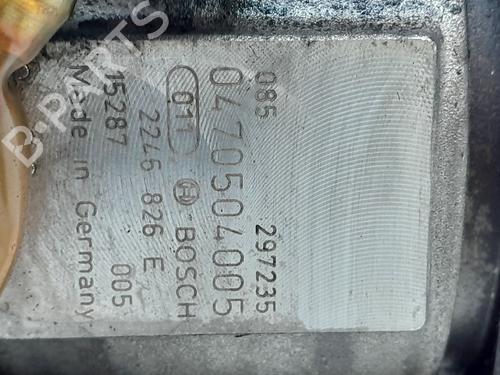 085 297235
0470504005
011 BOSCH
2246 826 E
15287 005
Made in Germany
B-PARTS